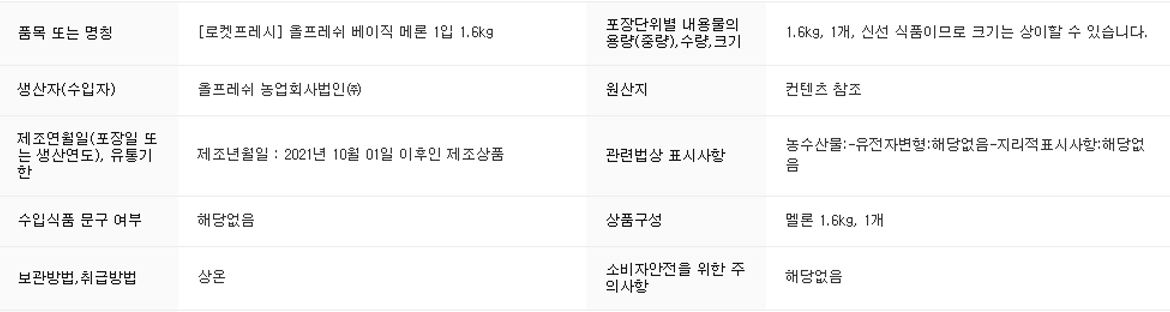 품목 또는 명칭
[로켓프레시] 올프레쉬 베이직 메론 1입 1.6kg
포장단위별 내용물의
용량(중량),수량,크기
1.6kg, 1개, 신선 식품이므로 크기는 상이할 수 있습니다.
생산자(수입자)
올프레쉬 농업회사법인㈜
원산지
컨텐츠 참조
제조연월일(포장일 또
는 생산연도), 유통기
한
제조년월일 : 2021년 10월 01일 이후인 제조상품
관련법상 표시사항
농수산물:-유전자변형:해당없음-지리적표시사항:해당없
음
수입식품 문구 여부
해당없음
상품구성
멜론 1.6kg, 1개
보관방법,취급방법
상온
소비자안전을 위한 주
의사항
해당없음